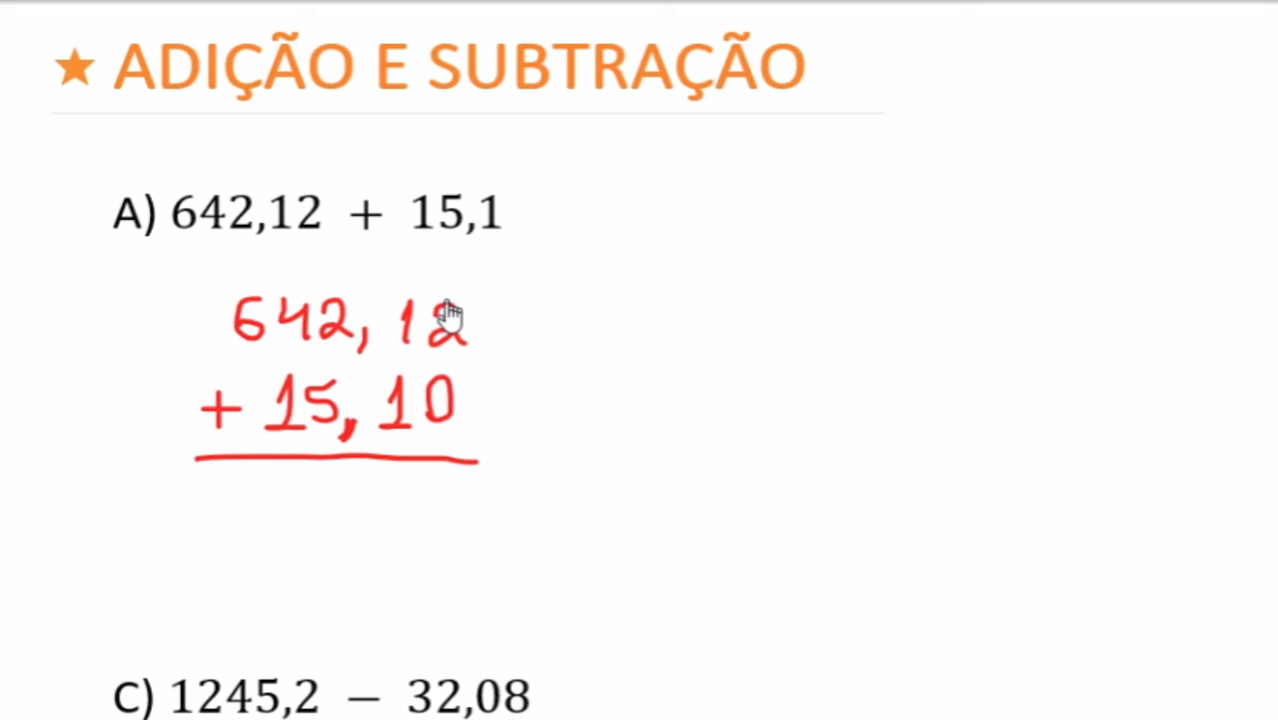 ★ ADIÇÃO E SUBTRAÇÃO
A) 642,12 + 15,1
642,12
+ 15,10
C) 1245,2 − 32,08